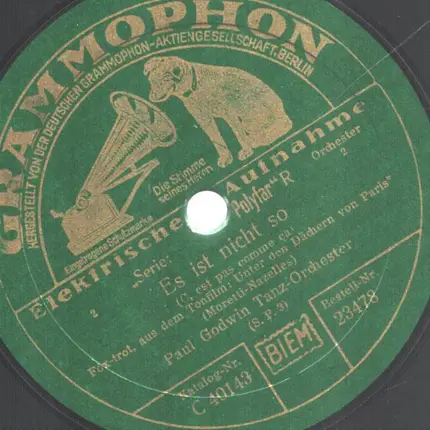 GRAMMOPHON
HERGESTELLT VON DER DEUTSCHEN GRAMMOPHON-AKTIENGESELLSCHAFT, BERLIN
Die Stimme
seines Herrn
Eingetragene Schutzmarke
Elektrische Aufnahme
"Serie: Polyfar" R
Orchester
2
2
Es ist nicht so
(C'est pas comme ça)
Fox-trot, aus dem Tonfilm: "Unter den Dächern von Paris"
(Moretti-Nazelles)
Paul Godwin Tanz-Orchester
(S.P.3)
Katalog-Nr.
C 40143
BIEM
Bestell-Nr.
23478